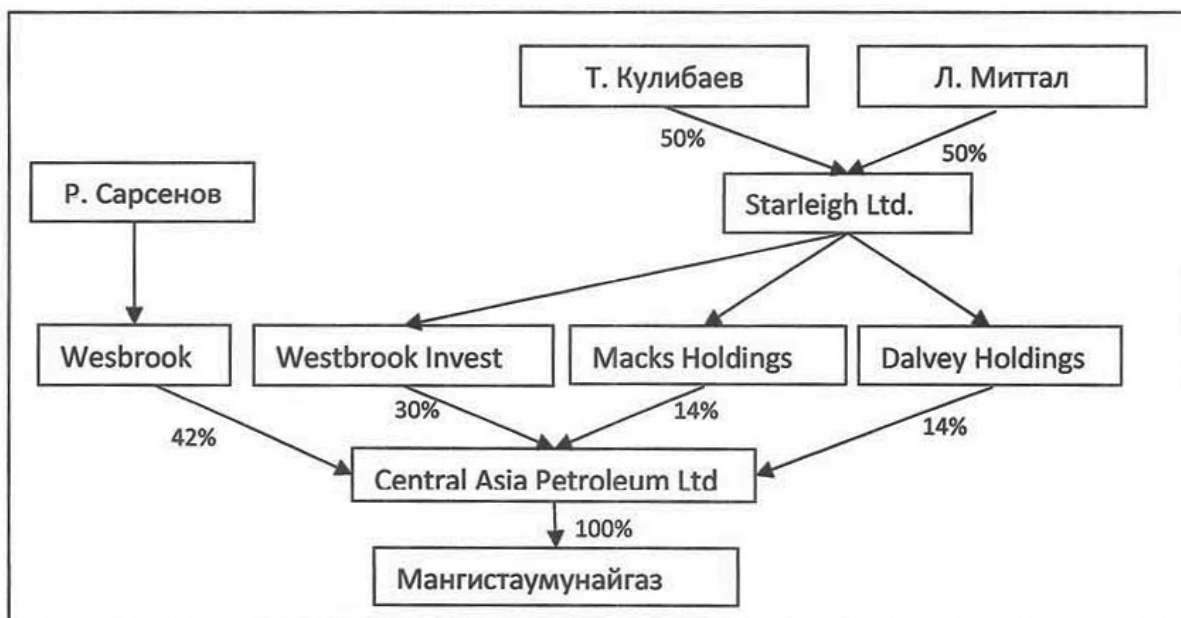 Т. Кулибаев
Л. Миттал
50%
50%
Р. Сарсенов
Starleigh Ltd.
Wesbrook
Westbrook Invest
Macks Holdings
Dalvey Holdings
42%
30%
14%
14%
Central Asia Petroleum Ltd
100%
Мангистаумунайгаз